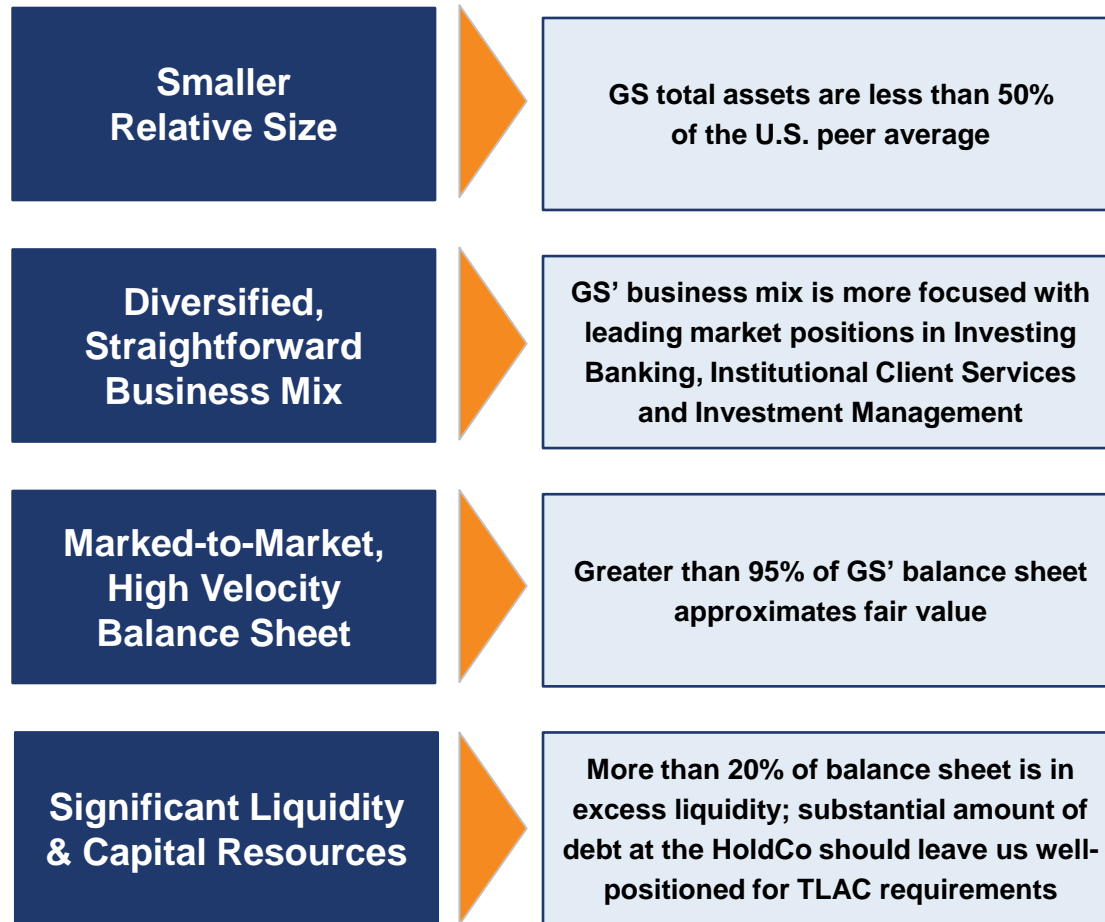 Smaller
Relative Size
GS total assets are less than 50%
of the U.S. peer average
Diversified,
Straightforward
Business Mix
GS’ business mix is more focused with
leading market positions in Investing
Banking, Institutional Client Services
and Investment Management
Marked-to-Market,
High Velocity
Balance Sheet
Greater than 95% of GS’ balance sheet
approximates fair value
Significant Liquidity
& Capital Resources
More than 20% of balance sheet is in
excess liquidity; substantial amount of
debt at the HoldCo should leave us well-
positioned for TLAC requirements